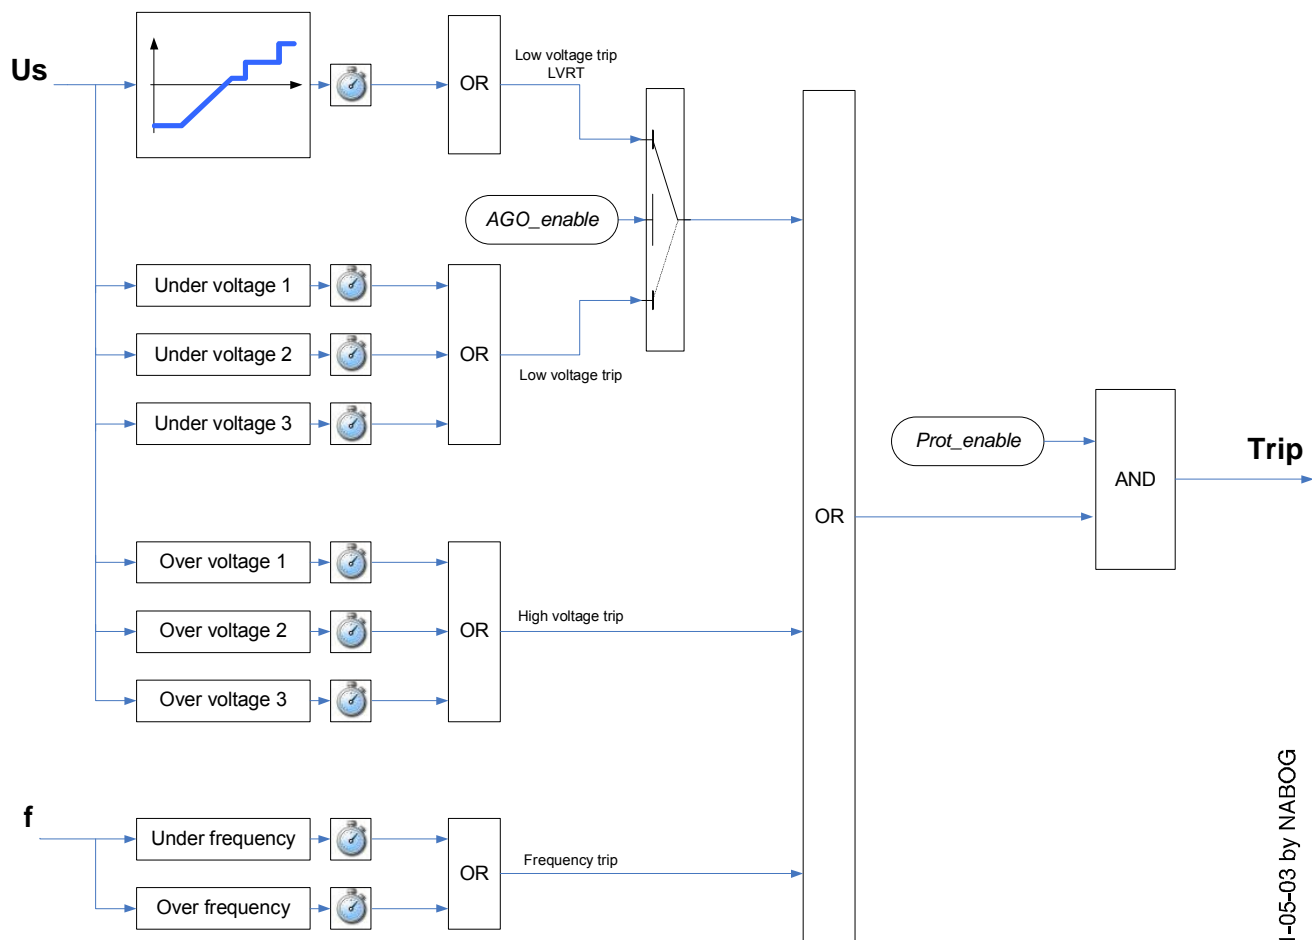 Us
OR
Low voltage trip
LVRT
AGO_enable
Under voltage 1
Under voltage 2
Under voltage 3
OR
Low voltage trip
Prot_enable
AND
Trip
OR
Over voltage 1
Over voltage 2
Over voltage 3
OR
High voltage trip
f
Under frequency
Over frequency
OR
Frequency trip
-05-03 by NABOG